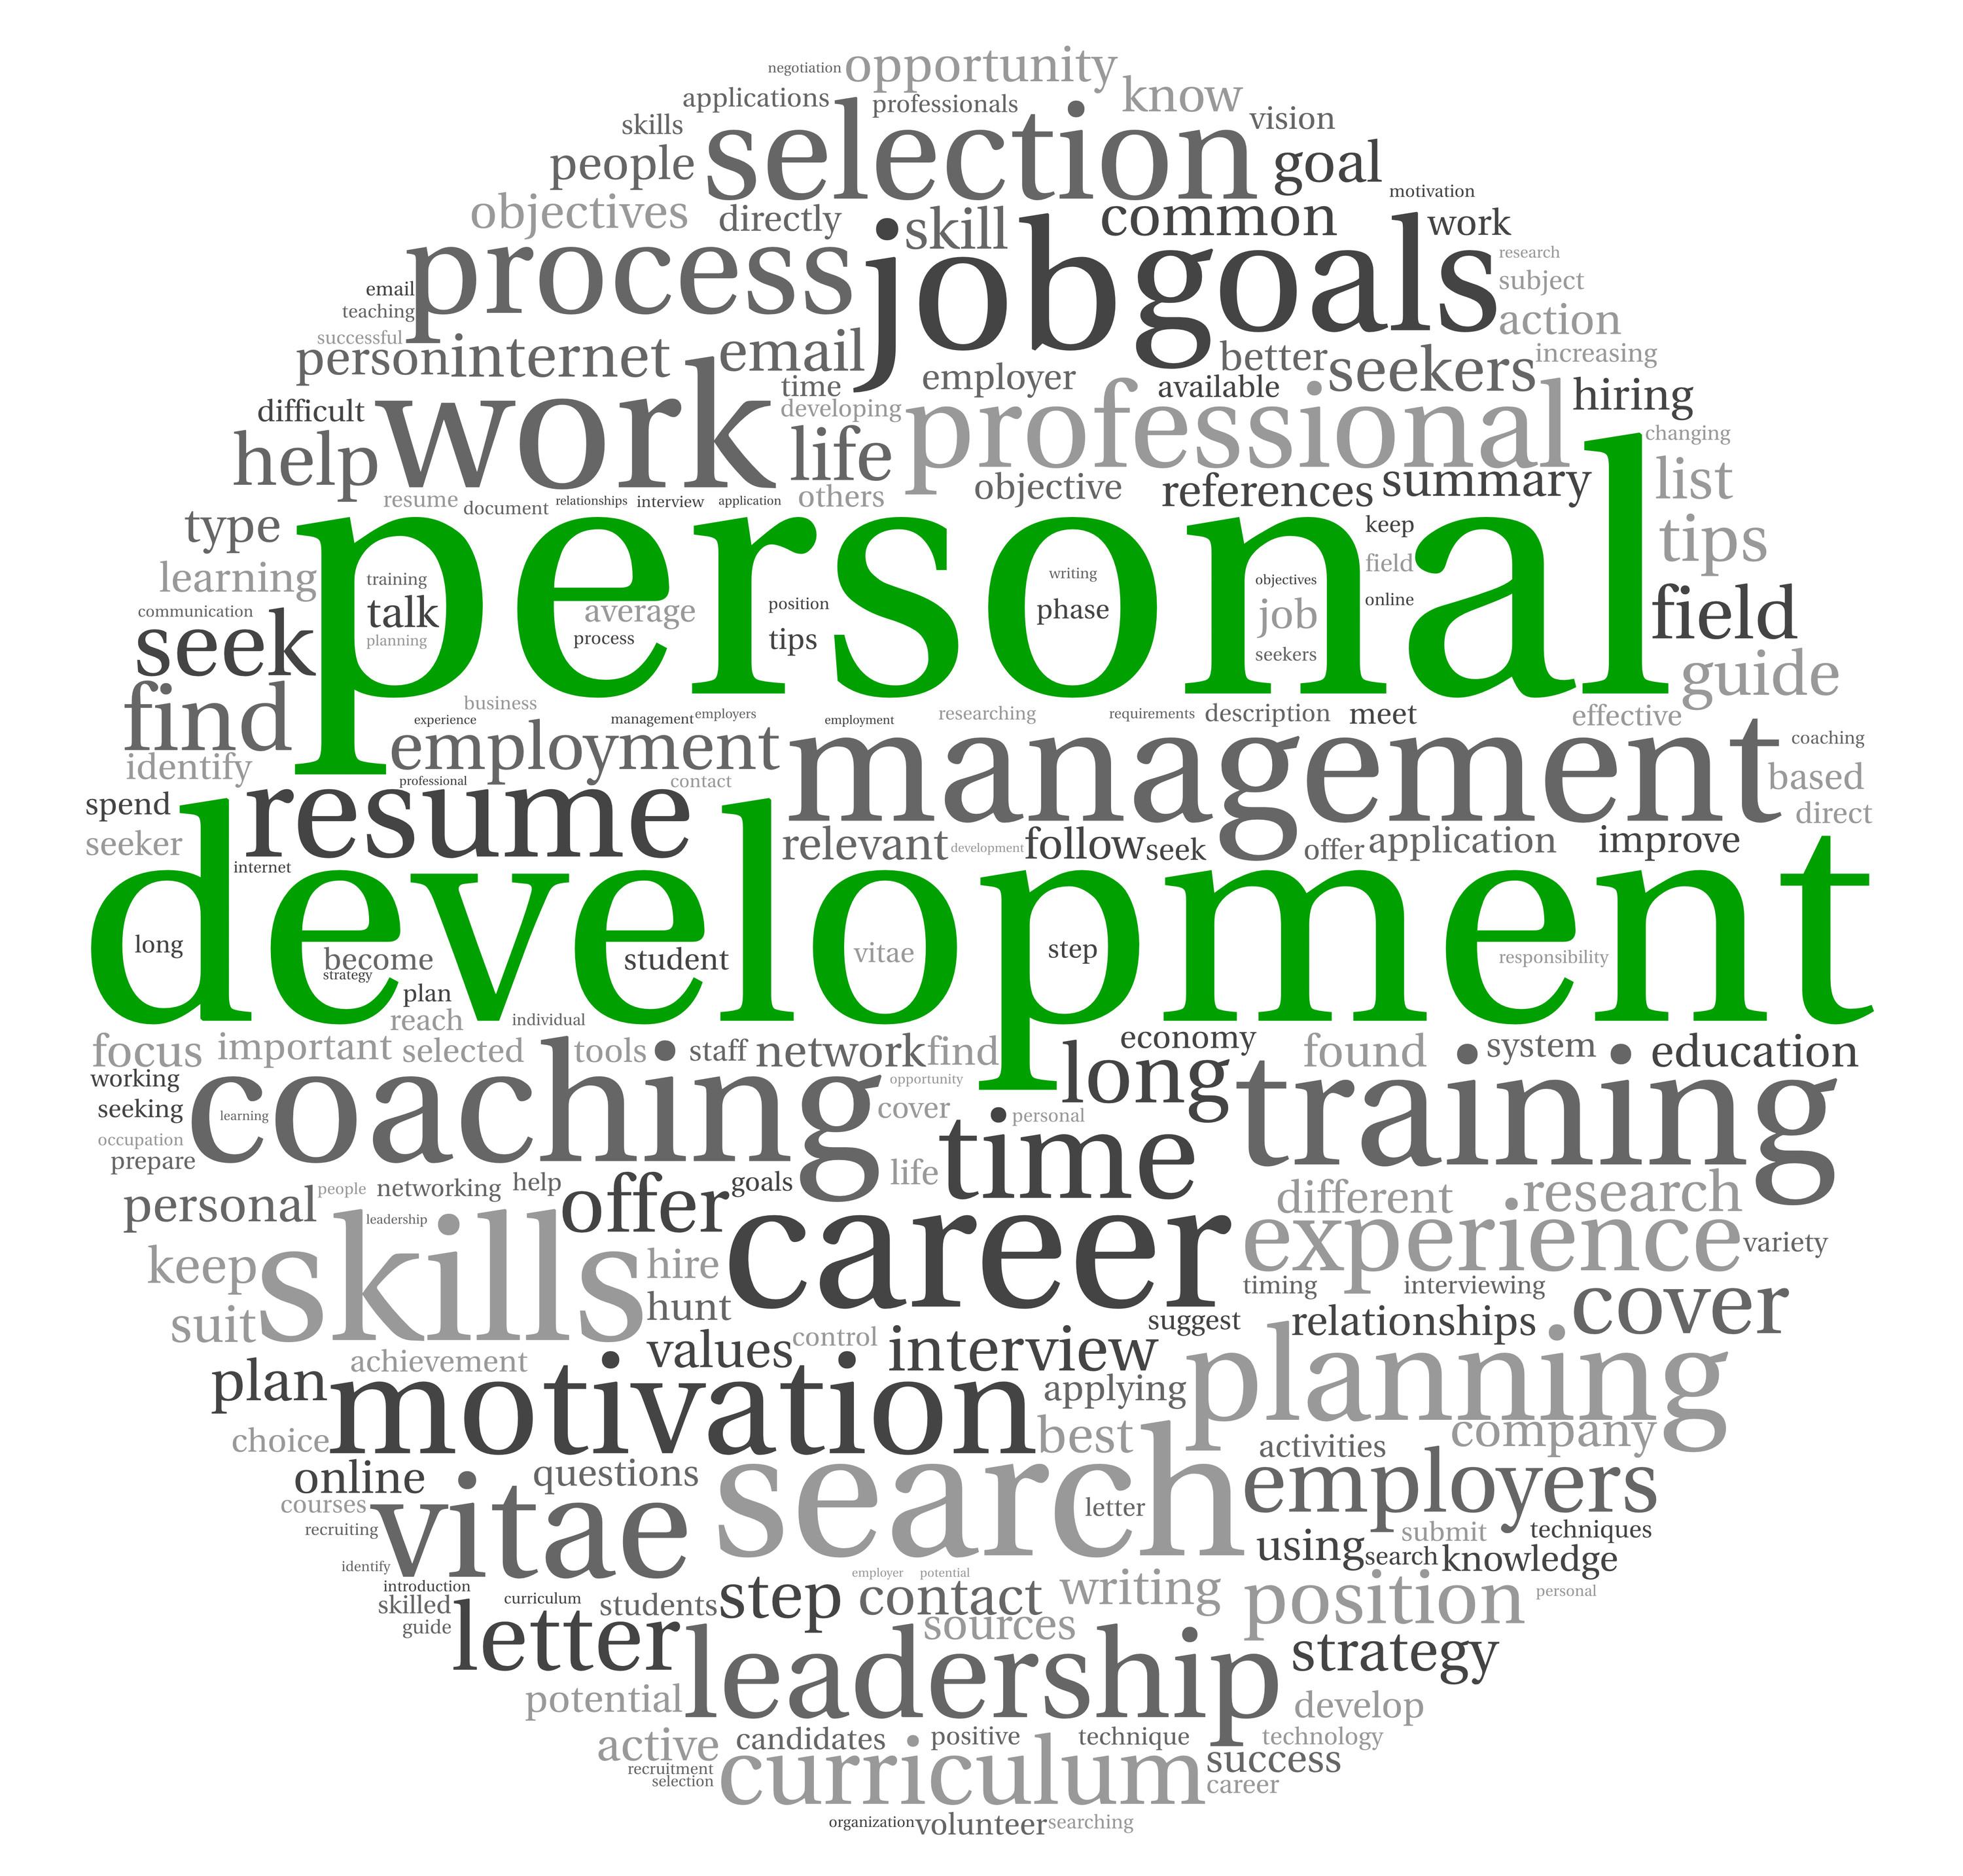 negotiation opportunity
applications professionals know
skills selection vision
people goal
motivation
objectives directly skill common work
process job goals research
email subject
teaching action
successful
person internet email better seekers increasing
time employer available hiring
difficult work developing professional changing
help life list
resume document relationships interview application others objective references summary
type personal keep tips
learning training writing objectives field
communication talk average position phase job online field
seek planning process tips seekers
find guide
business
experience management employers employment researching requirements description meet effective
employment management coaching
identify professional contact based
spend resume direct
seeker relevant development follow seek offer application improve
internet
development
long become student vitae step responsibility
strategy
plan
reach individual
focus important selected tools staff network find economy found system education
working coaching opportunity long training
seeking learning cover personal
occupation time
prepare
personal people networking help offer goals life different research
leadership
keep skills hire career experience variety
hunt timing interviewing cover
suit suggest relationships
achievement values control interview planning
plan motivation applying
choice best company
online questions search activities employers
courses vitae letter
recruiting submit techniques
using search knowledge
identify employer potential
introduction curriculum students step contact writing position personal
skilled
guide letter sources
leadership strategy
potential develop
active candidates positive technique technology
recruitment curriculum success
selection career
organization volunteer searching